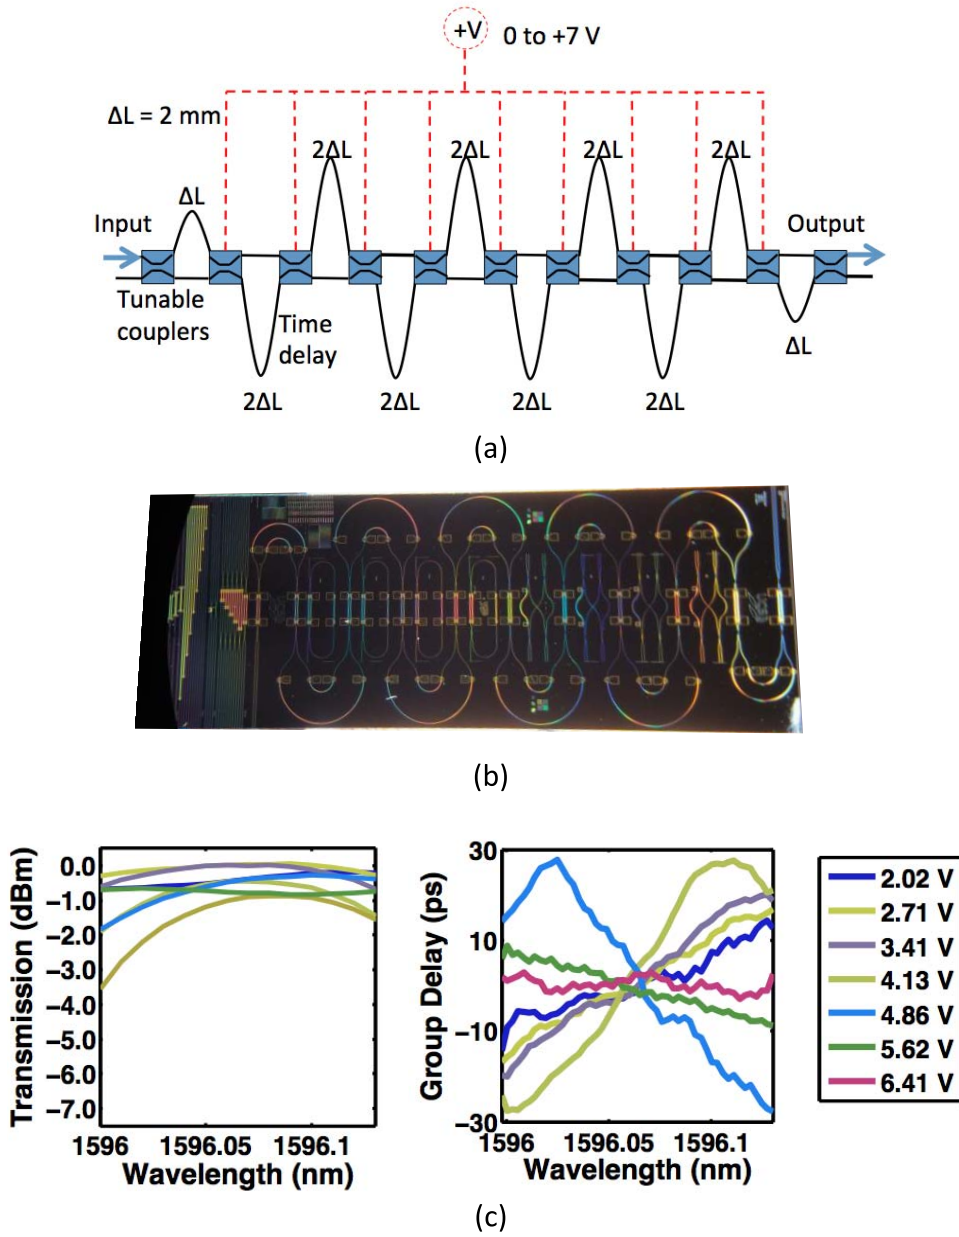 +V 0 to +7 V
ΔL = 2 mm
2ΔL 2ΔL 2ΔL 2ΔL
ΔL
Input Output
Tunable
couplers
Time
delay
ΔL
2ΔL 2ΔL 2ΔL 2ΔL
(a)
(b)
Transmission (dBm)
0.0
−1.0
−2.0
−3.0
−4.0
−5.0
−6.0
−7.0
1596 1596.05 1596.1
Wavelength (nm)
Group Delay (ps)
30
10
−10
−30
1596 1596.05 1596.1
Wavelength (nm)
2.02 V
2.71 V
3.41 V
4.13 V
4.86 V
5.62 V
6.41 V
(c)